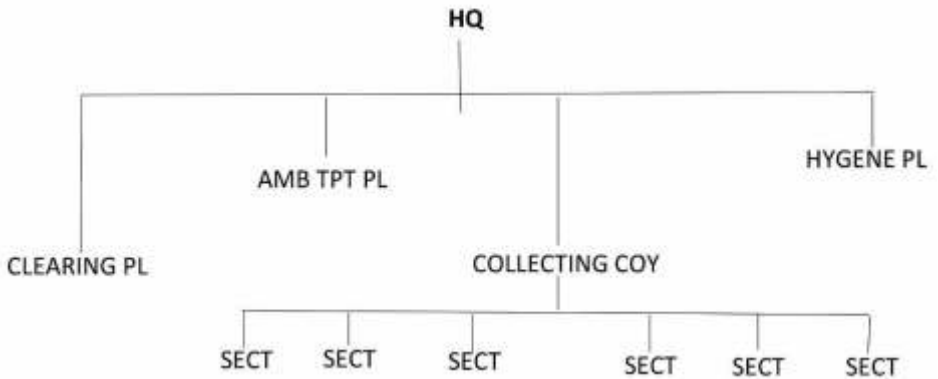 HQ
HYGENE PL
AMB TPT PL
CLEARING PL
COLLECTING COY
SECT
SECT
SECT
SECT
SECT
SECT